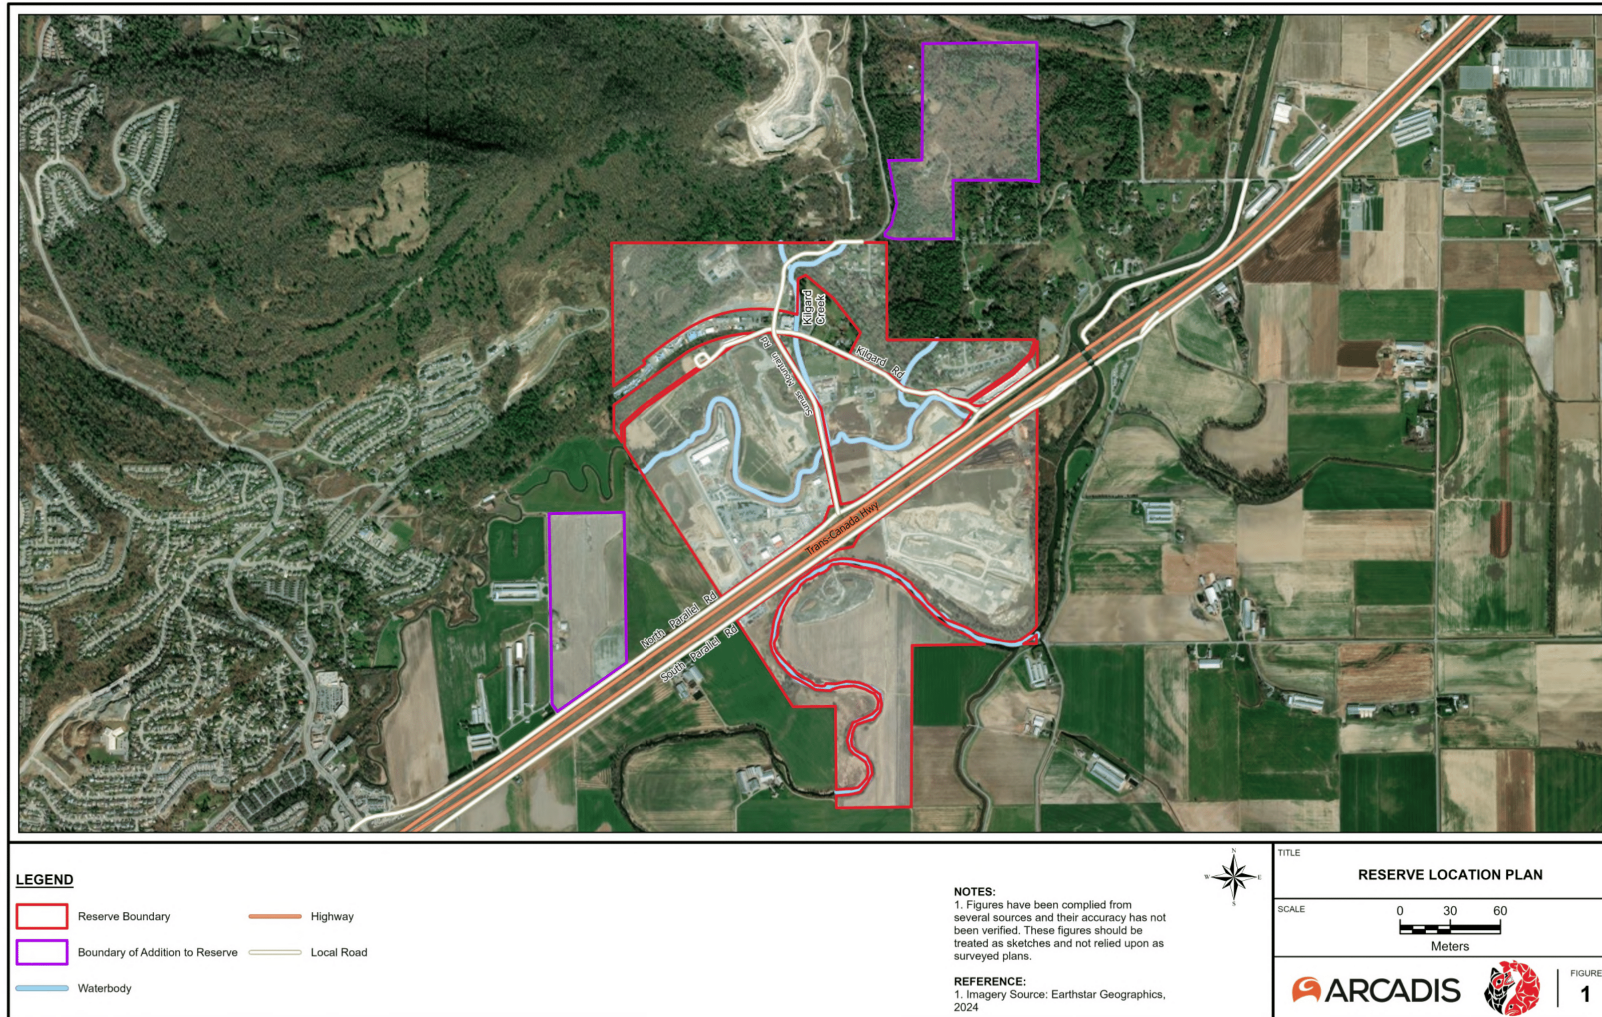 Kilgard
Creek
Kilgard Rd
Sumas Mountain Rd
Trans-Canada Hwy
North Parallel Rd
South Parallel Rd
LEGEND
Reserve Boundary
Highway
Boundary of Addition to Reserve
Local Road
Waterbody
N
W
E
S
NOTES:
1. Figures have been complied from
several sources and their accuracy has not
been verified. These figures should be
treated as sketches and not relied upon as
surveyed plans.
REFERENCE:
1. Imagery Source: Earthstar Geographics,
2024
TITLE
RESERVE LOCATION PLAN
SCALE
0 30 60
Meters
ARCADIS
FIGURE
1